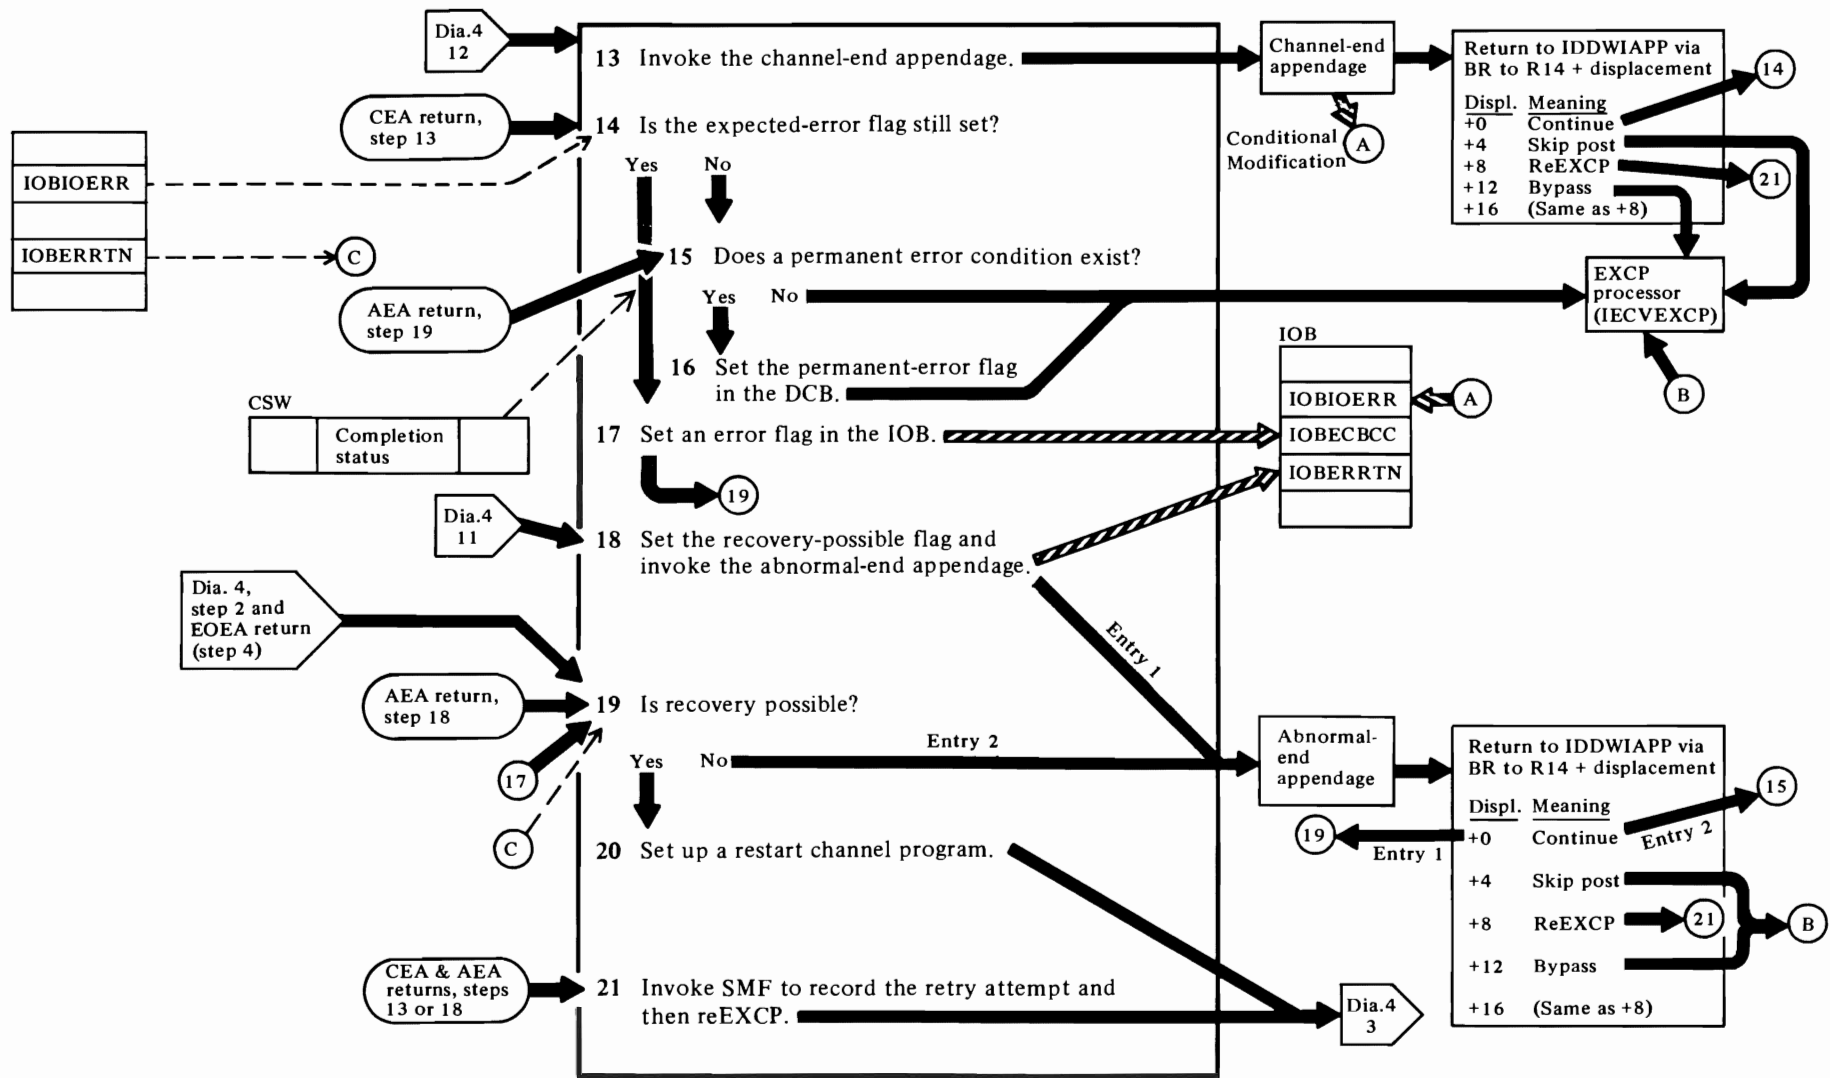 Dia.4
12
13 Invoke the channel-end appendage.
Channel-end
appendage
Return to IDDWIAPP via
BR to R14 + displacement
Displ. Meaning
+0 Continue
+4 Skip post
+8 ReEXCP
+12 Bypass
+16 (Same as +8)
14
21
Conditional
Modification
A
CEA return,
step 13
14 Is the expected-error flag still set?
Yes No
IOBIOERR
IOBERRTN
C
15 Does a permanent error condition exist?
Yes No
AEA return,
step 19
EXCP
processor
(IECVEXCP)
B
16 Set the permanent-error flag
in the DCB.
CSW
Completion
status
IOB
IOBIOERR
IOBECBCC
IOBERRTN
A
17 Set an error flag in the IOB.
19
Dia.4
11
18 Set the recovery-possible flag and
invoke the abnormal-end appendage.
Entry 1
Dia. 4,
step 2 and
EOEA return
(step 4)
AEA return,
step 18
19 Is recovery possible?
17
C
Yes No
Entry 2
Abnormal-
end
appendage
Return to IDDWIAPP via
BR to R14 + displacement
Displ. Meaning
+0 Continue
+4 Skip post
+8 ReEXCP
+12 Bypass
+16 (Same as +8)
15
Entry 2
19
Entry 1
21
B
20 Set up a restart channel program.
CEA & AEA
returns, steps
13 or 18
21 Invoke SMF to record the retry attempt and
then reEXCP.
Dia.4
3